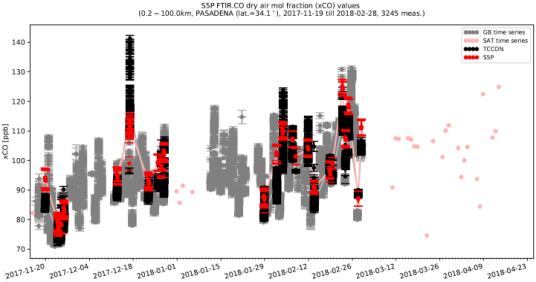 S5P FTIR.CO dry air mol fraction (xCO) values
(0.2 − 100.0km, PASADENA (lat.=34.1°), 2017-11-19 till 2018-02-28, 3245 meas.)
GB time series
SAT time series
TCCON
S5P
xCO [ppb]
140
130
120
110
100
90
80
70
2017-11-20
2017-12-04
2017-12-18
2018-01-01
2018-01-15
2018-01-29
2018-02-12
2018-02-26
2018-03-12
2018-03-26
2018-04-09
2018-04-23